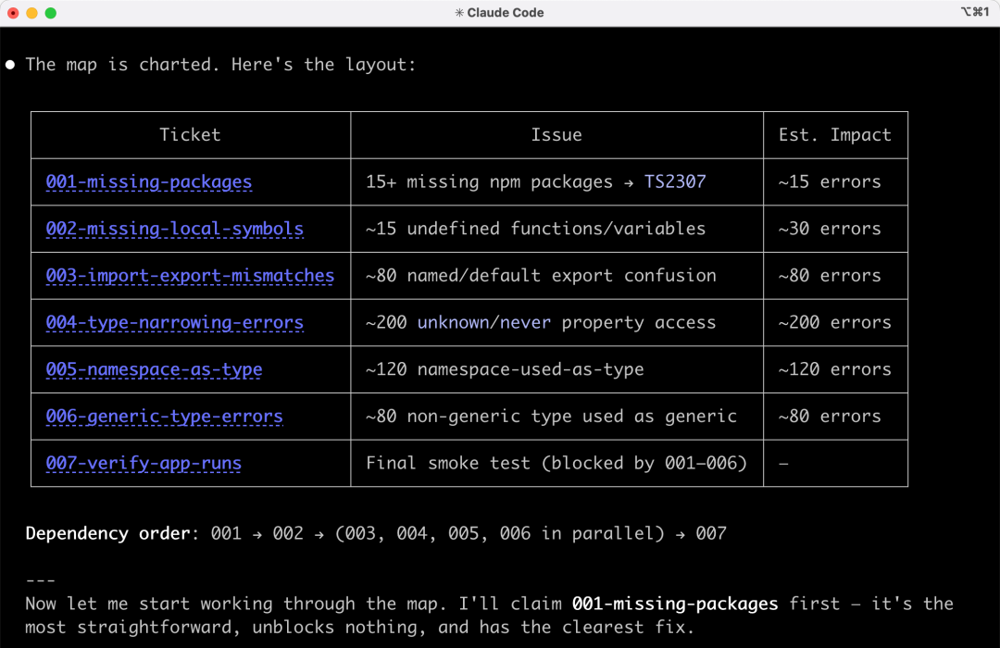 ✳ Claude Code
⌥⌘1
The map is charted. Here's the layout:
Ticket Issue Est. Impact
001-missing-packages 15+ missing npm packages → TS2307 ~15 errors
002-missing-local-symbols ~15 undefined functions/variables ~30 errors
003-import-export-mismatches ~80 named/default export confusion ~80 errors
004-type-narrowing-errors ~200 unknown/never property access ~200 errors
005-namespace-as-type ~120 namespace-used-as-type ~120 errors
006-generic-type-errors ~80 non-generic type used as generic ~80 errors
007-verify-app-runs Final smoke test (blocked by 001–006) —
Dependency order: 001 → 002 → (003, 004, 005, 006 in parallel) → 007
---
Now let me start working through the map. I'll claim 001-missing-packages first — it's the
most straightforward, unblocks nothing, and has the clearest fix.